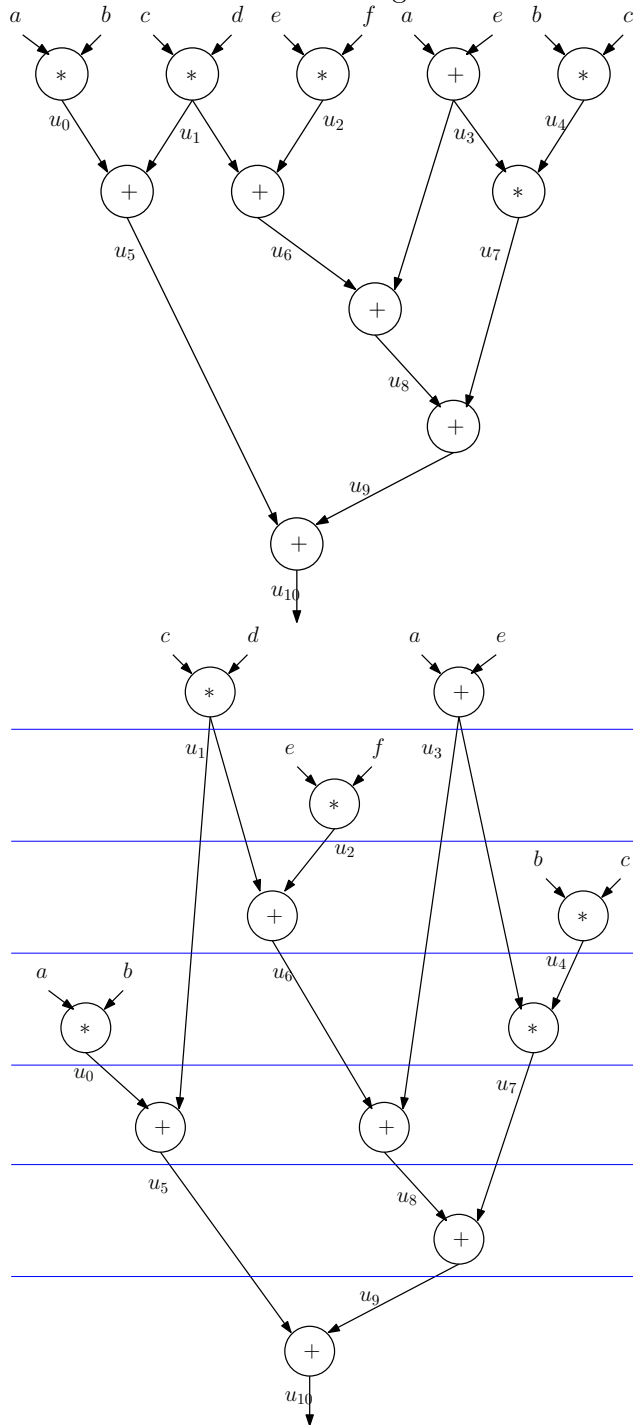 a b c d e f a e b c
* * * + *
u0 u1 u2 u3 u4
+ + *
u5 u6 u7
+
u8
+
u9
+
u10
c d a e
* +
u1 e f u3
*
u2
b c
+ *
a b u6 u4
* *
u0 u7
+ +
u5 u8
+
u9
+
u10